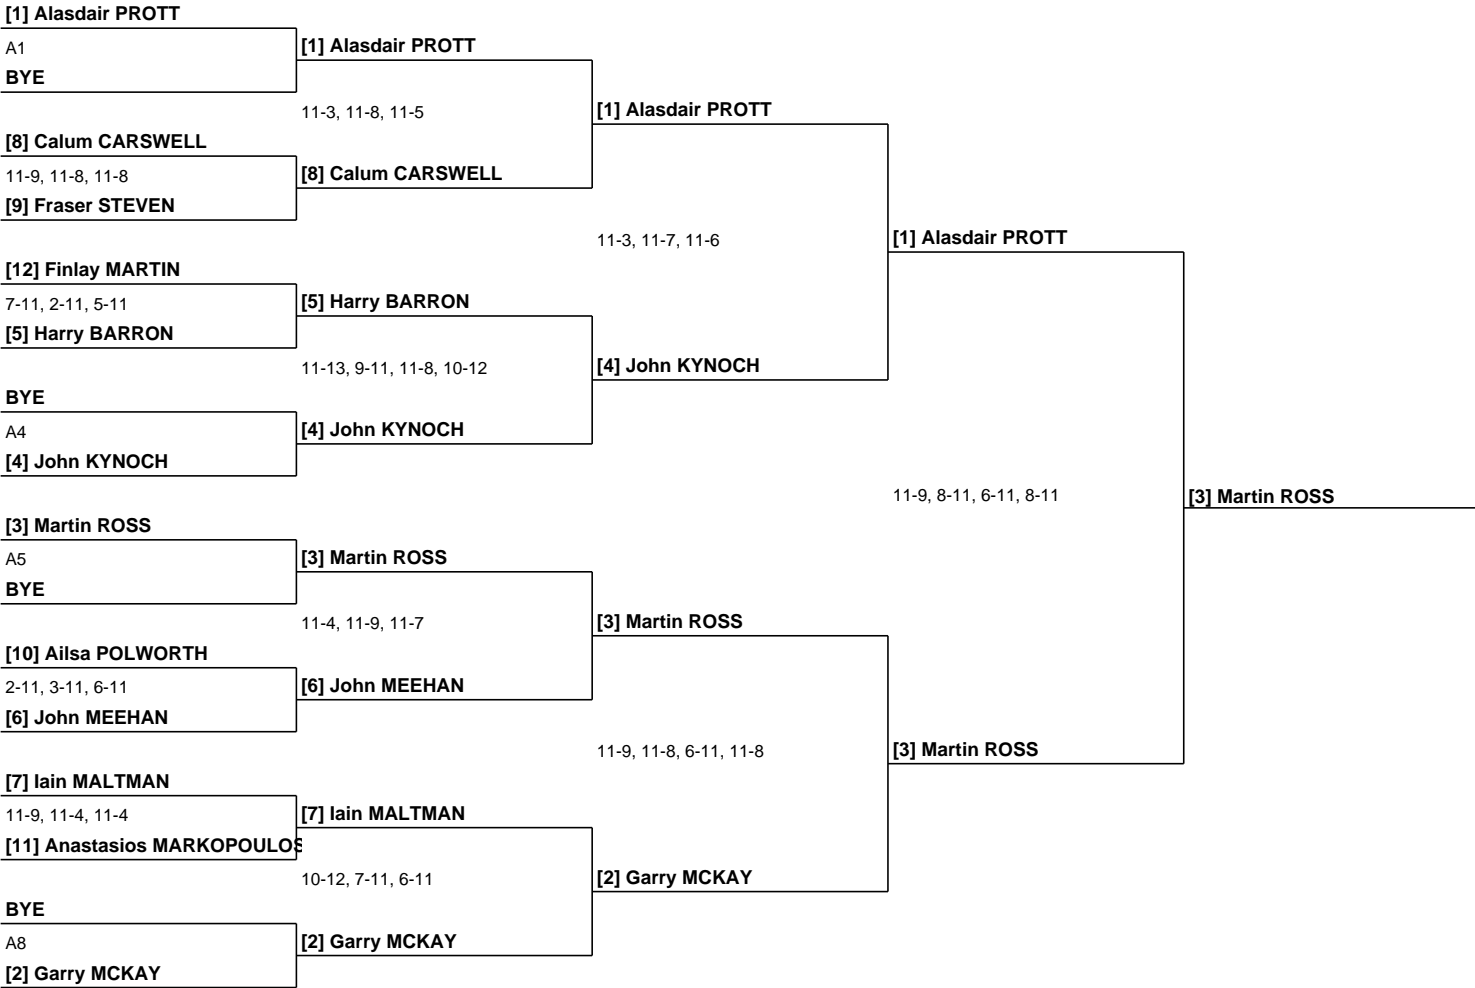 [1] Alasdair PROTT
A1
BYE
[8] Calum CARSWELL
11-9, 11-8, 11-8
[9] Fraser STEVEN
[12] Finlay MARTIN
7-11, 2-11, 5-11
[5] Harry BARRON
BYE
A4
[4] John KYNOCH
[3] Martin ROSS
A5
BYE
[10] Ailsa POLWORTH
2-11, 3-11, 6-11
[6] John MEEHAN
[7] Iain MALTMAN
11-9, 11-4, 11-4
[11] Anastasios MARKOPOULOS
BYE
A8
[2] Garry MCKAY
[1] Alasdair PROTT
11-3, 11-8, 11-5
[8] Calum CARSWELL
[5] Harry BARRON
11-13, 9-11, 11-8, 10-12
[4] John KYNOCH
[3] Martin ROSS
11-4, 11-9, 11-7
[6] John MEEHAN
[7] Iain MALTMAN
10-12, 7-11, 6-11
[2] Garry MCKAY
[1] Alasdair PROTT
11-3, 11-7, 11-6
[4] John KYNOCH
[3] Martin ROSS
11-9, 11-8, 6-11, 11-8
[2] Garry MCKAY
[1] Alasdair PROTT
11-9, 8-11, 6-11, 8-11
[3] Martin ROSS
[3] Martin ROSS